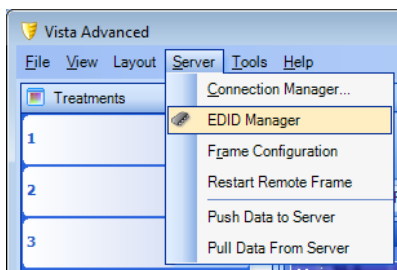 Vista Advanced
File View Layout Server Tools Help
Treatments
Connection Manager...
EDID Manager
Frame Configuration
Restart Remote Frame
Push Data to Server
Pull Data From Server
1
2
3